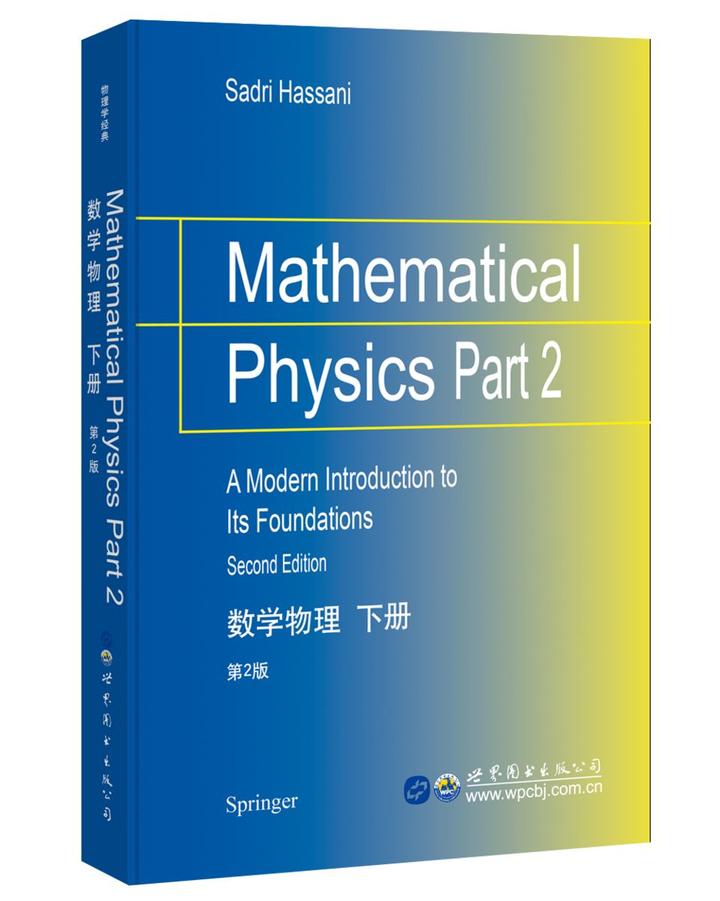 物理学经典
数学物理 下册 第2版
Mathematical Physics Part 2
世界图书出版公司
Sadri Hassani
Mathematical
Physics Part 2
A Modern Introduction to
Its Foundations
Second Edition
数学物理 下册
第2版
Springer
WPC
世界图书出版公司
www.wpcbj.com.cn